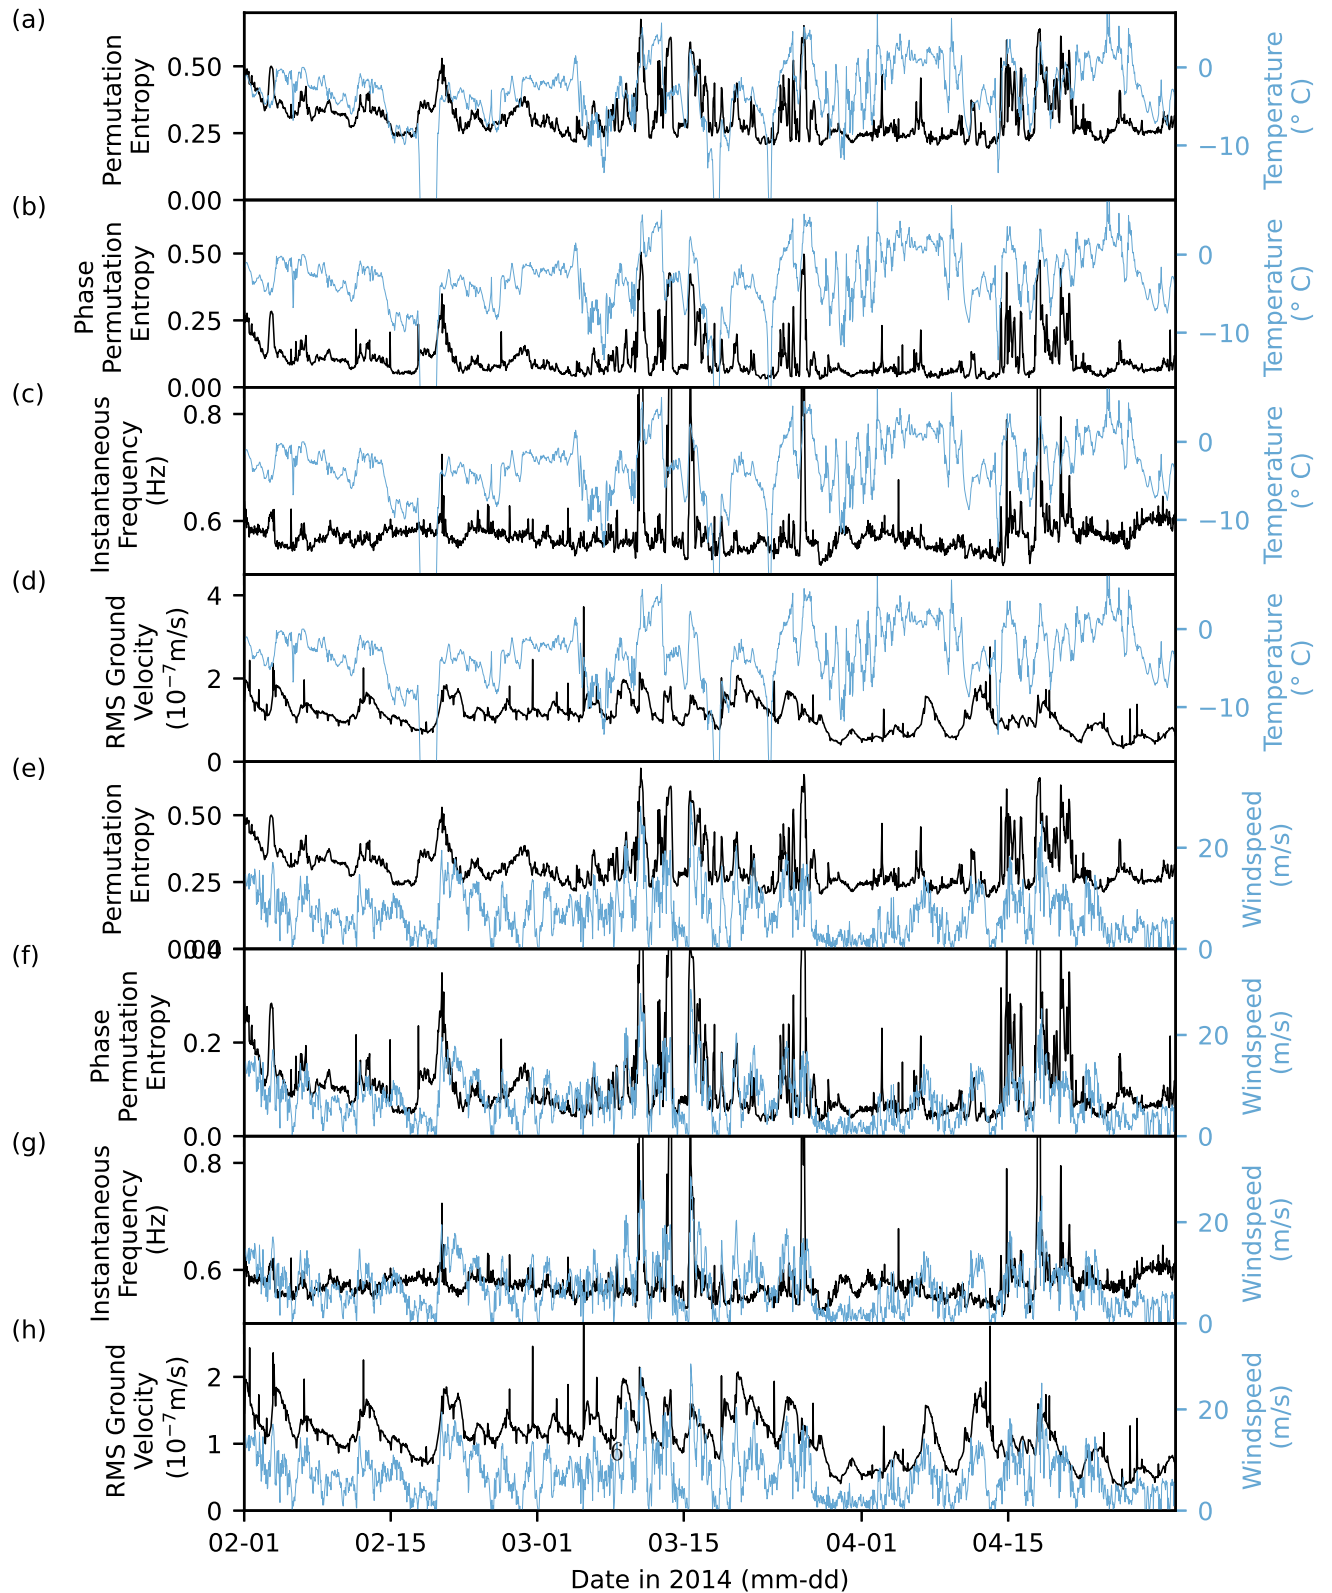 (a)
Permutation
Entropy
0.50
0.25
0.00
0
−10
Temperature
(° C)
(b)
Phase
Permutation
Entropy
0.50
0.25
0.00
0
−10
Temperature
(° C)
(c)
Instantaneous
Frequency
(Hz)
0.8
0.6
0
−10
Temperature
(° C)
(d)
RMS Ground
Velocity
(10⁻⁷m/s)
4
2
0
0
−10
Temperature
(° C)
(e)
Permutation
Entropy
0.50
0.25
0.00
20
0
Windspeed
(m/s)
(f)
Phase
Permutation
Entropy
0.4
0.2
0.0
20
0
Windspeed
(m/s)
(g)
Instantaneous
Frequency
(Hz)
0.8
0.6
20
0
Windspeed
(m/s)
(h)
RMS Ground
Velocity
(10⁻⁷m/s)
2
1
0
20
0
Windspeed
(m/s)
6
02-01 02-15 03-01 03-15 04-01 04-15
Date in 2014 (mm-dd)